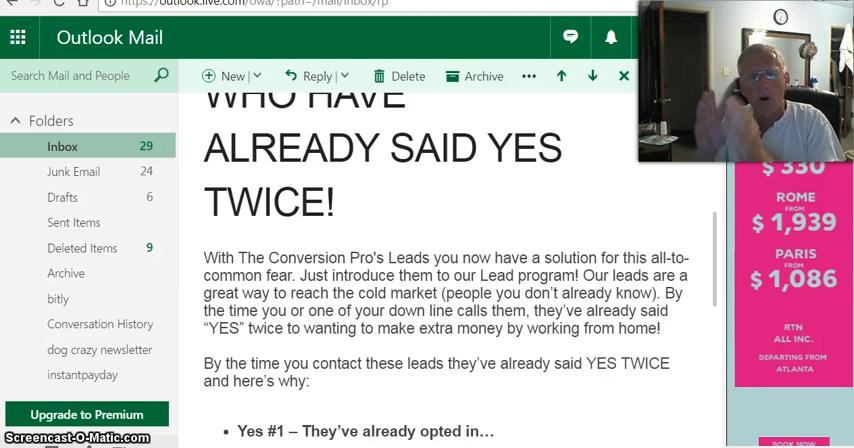 https://outlook.live.com/owa/?path=/mail/inbox/rp
Outlook Mail
Search Mail and People
New
Reply
Delete
Archive
Folders
Inbox 29
Junk Email 24
Drafts 6
Sent Items
Deleted Items 9
Archive
bitly
Conversation History
dog crazy newsletter
instantpayday
Upgrade to Premium
WHO HAVE
ALREADY SAID YES
TWICE!
With The Conversion Pro's Leads you now have a solution for this all-to-
common fear. Just introduce them to our Lead program! Our leads are a
great way to reach the cold market (people you don’t already know). By
the time you or one of your down line calls them, they’ve already said
“YES” twice to wanting to make extra money by working from home!
By the time you contact these leads they’ve already said YES TWICE
and here’s why:
• Yes #1 – They’ve already opted in…
$ 330
ROME
FROM
$ 1,939
PARIS
FROM
$ 1,086
RTN
ALL INC.
DEPARTING FROM
ATLANTA
BOOK NOW
Screencast-O-Matic.com